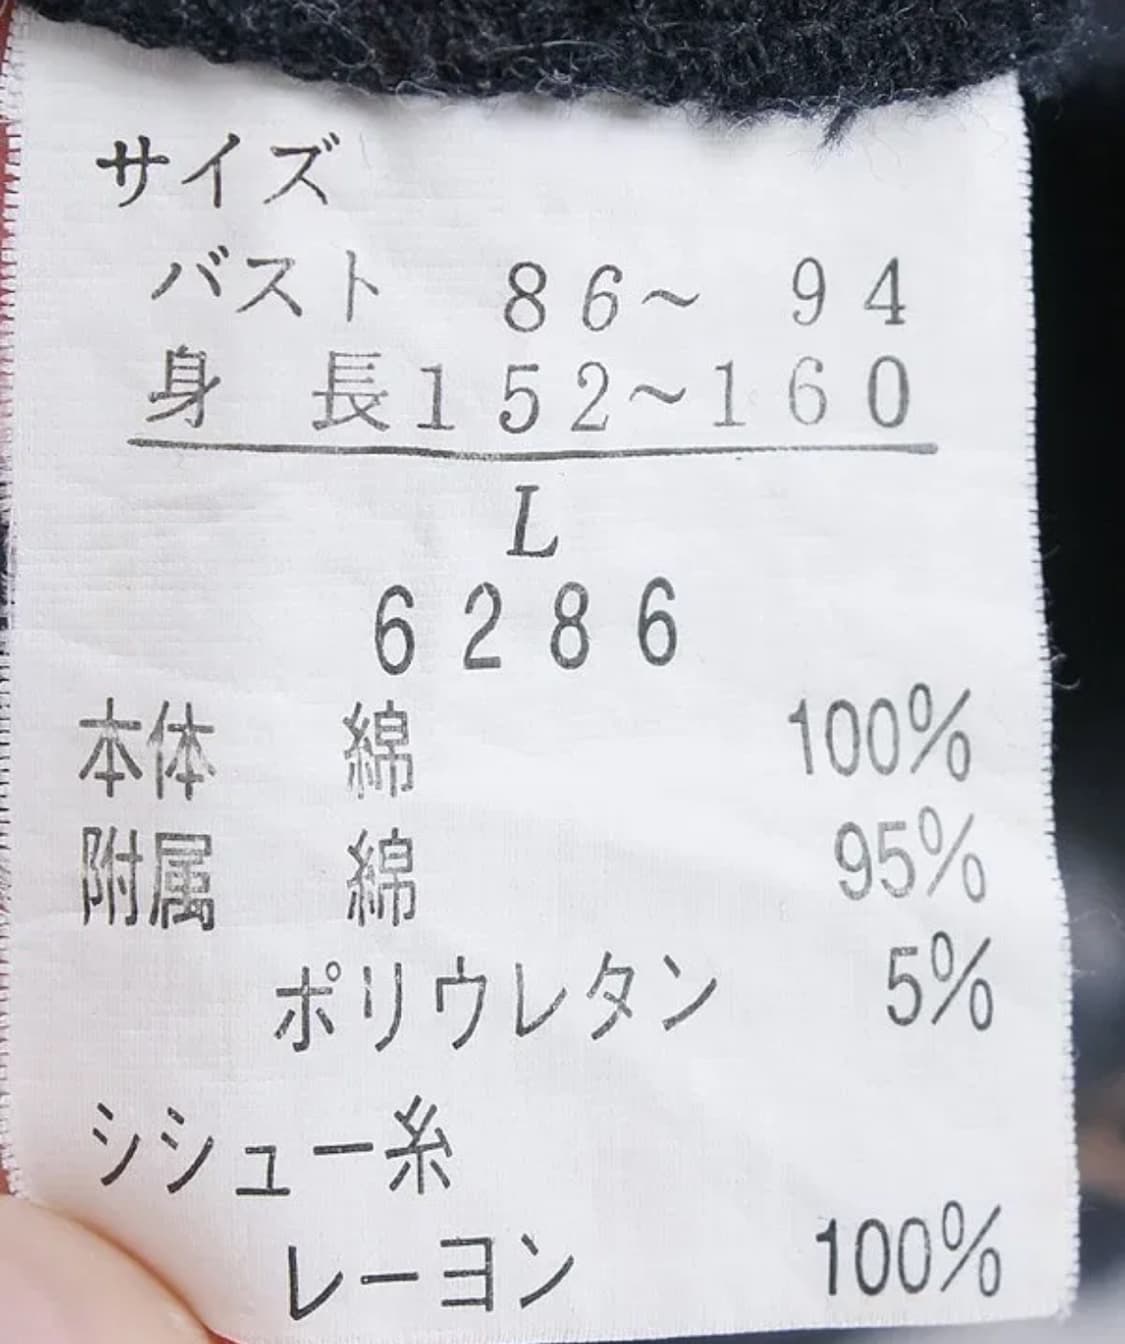 サイズ
バスト 86~ 94
身 長152~160
L
6286
本体 綿 100%
附属 綿 95%
ポリウレタン 5%
シシュー糸
レーヨン 100%